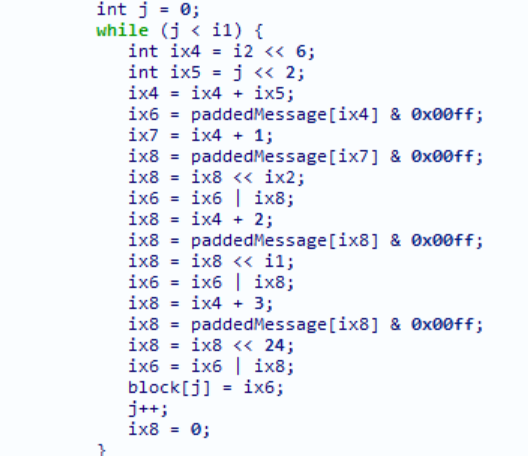 int j = 0;
while (j < i1) {
int ix4 = i2 << 6;
int ix5 = j << 2;
ix4 = ix4 + ix5;
ix6 = paddedMessage[ix4] & 0x00ff;
ix7 = ix4 + 1;
ix8 = paddedMessage[ix7] & 0x00ff;
ix8 = ix8 << ix2;
ix6 = ix6 | ix8;
ix8 = ix4 + 2;
ix8 = paddedMessage[ix8] & 0x00ff;
ix8 = ix8 << i1;
ix6 = ix6 | ix8;
ix8 = ix4 + 3;
ix8 = paddedMessage[ix8] & 0x00ff;
ix8 = ix8 << 24;
ix6 = ix6 | ix8;
block[j] = ix6;
j++;
ix8 = 0;
}